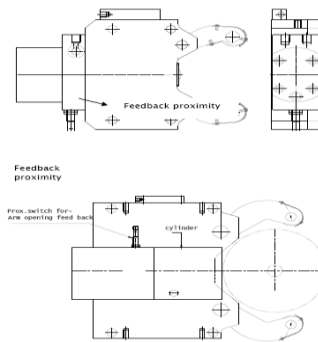 Feedback proximity
Feedback
proximity
Prox.switch for-
Arm opening feed back
cylinder